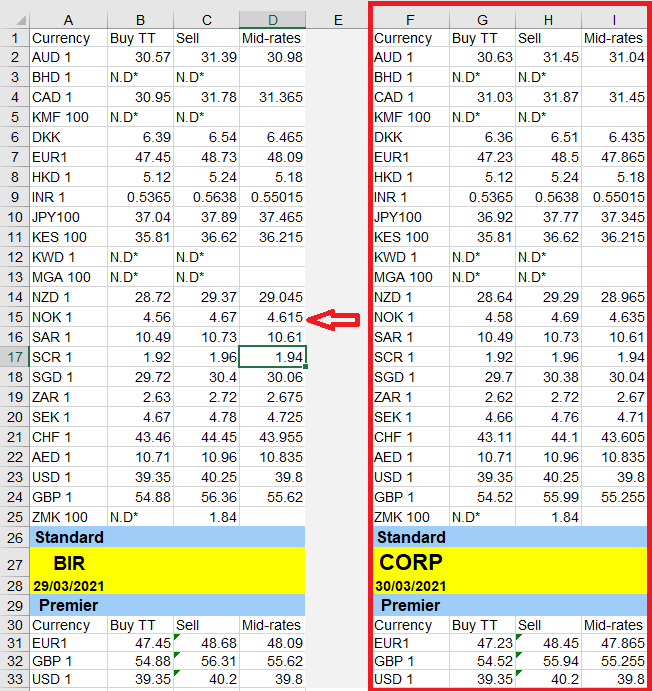 A B C D E F G H I
1 Currency Buy TT Sell Mid-rates Currency Buy TT Sell Mid-rates
2 AUD 1 30.57 31.39 30.98 AUD 1 30.63 31.45 31.04
3 BHD 1 N.D* N.D* BHD 1 N.D* N.D*
4 CAD 1 30.95 31.78 31.365 CAD 1 31.03 31.87 31.45
5 KMF 100 N.D* N.D* KMF 100 N.D* N.D*
6 DKK 6.39 6.54 6.465 DKK 6.36 6.51 6.435
7 EUR1 47.45 48.73 48.09 EUR1 47.23 48.5 47.865
8 HKD 1 5.12 5.24 5.18 HKD 1 5.12 5.24 5.18
9 INR 1 0.5365 0.5638 0.55015 INR 1 0.5365 0.5638 0.55015
10 JPY100 37.04 37.89 37.465 JPY100 36.92 37.77 37.345
11 KES 100 35.81 36.62 36.215 KES 100 35.81 36.62 36.215
12 KWD 1 N.D* N.D* KWD 1 N.D* N.D*
13 MGA 100 N.D* N.D* MGA 100 N.D* N.D*
14 NZD 1 28.72 29.37 29.045 NZD 1 28.64 29.29 28.965
15 NOK 1 4.56 4.67 4.615 NOK 1 4.58 4.69 4.635
16 SAR 1 10.49 10.73 10.61 SAR 1 10.49 10.73 10.61
17 SCR 1 1.92 1.96 1.94 SCR 1 1.92 1.96 1.94
18 SGD 1 29.72 30.4 30.06 SGD 1 29.7 30.38 30.04
19 ZAR 1 2.63 2.72 2.675 ZAR 1 2.62 2.72 2.67
20 SEK 1 4.67 4.78 4.725 SEK 1 4.66 4.76 4.71
21 CHF 1 43.46 44.45 43.955 CHF 1 43.11 44.1 43.605
22 AED 1 10.71 10.96 10.835 AED 1 10.71 10.96 10.835
23 USD 1 39.35 40.25 39.8 USD 1 39.35 40.25 39.8
24 GBP 1 54.88 56.36 55.62 GBP 1 54.52 55.99 55.255
25 ZMK 100 N.D* 1.84 ZMK 100 N.D* 1.84
26 Standard Standard
27 BIR CORP
28 29/03/2021 30/03/2021
29 Premier Premier
30 Currency Buy TT Sell Mid-rates Currency Buy TT Sell Mid-rates
31 EUR1 47.45 48.68 48.09 EUR1 47.23 48.45 47.865
32 GBP 1 54.88 56.31 55.62 GBP 1 54.52 55.94 55.255
33 USD 1 39.35 40.2 39.8 USD 1 39.35 40.2 39.8